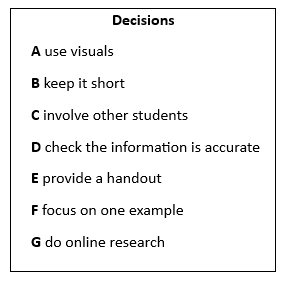 Decisions
A use visuals
B keep it short
C involve other students
D check the information is accurate
E provide a handout
F focus on one example
G do online research